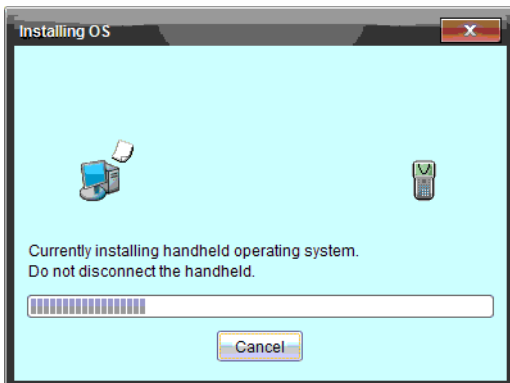 Installing OS
Currently installing handheld operating system.
Do not disconnect the handheld.
Cancel